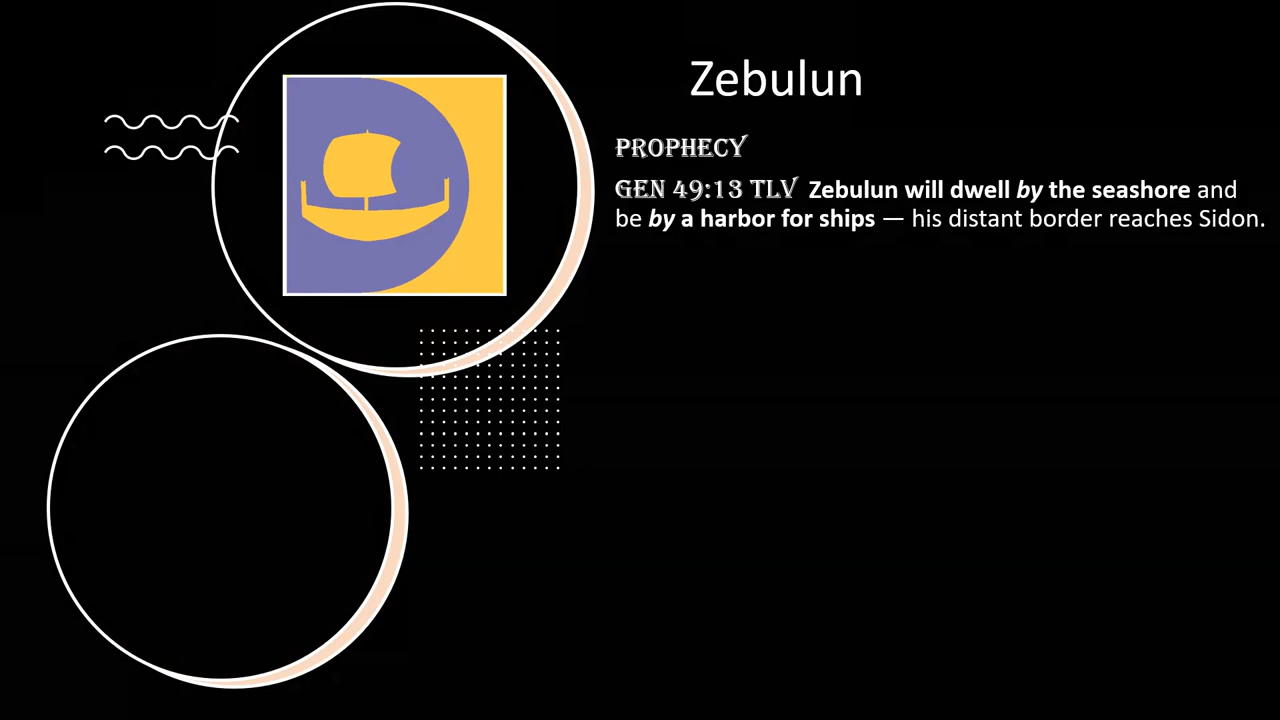 Zebulun
PROPHECY
GEN 49:13 TLV Zebulun will dwell by the seashore and
be by a harbor for ships — his distant border reaches Sidon.